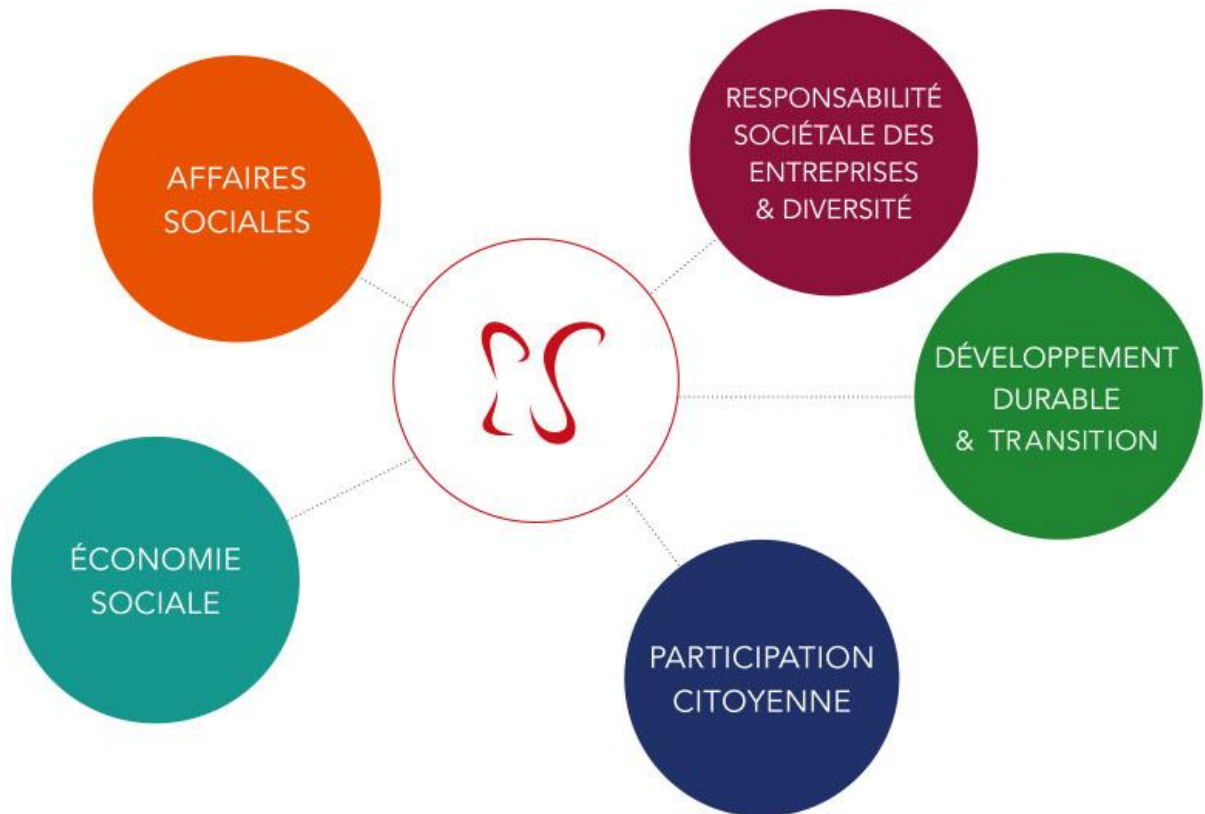 AFFAIRES
SOCIALES
RESPONSABILITÉ
SOCIÉTALE DES
ENTREPRISES
& DIVERSITÉ
DÉVELOPPEMENT
DURABLE
& TRANSITION
ÉCONOMIE
SOCIALE
PARTICIPATION
CITOYENNE